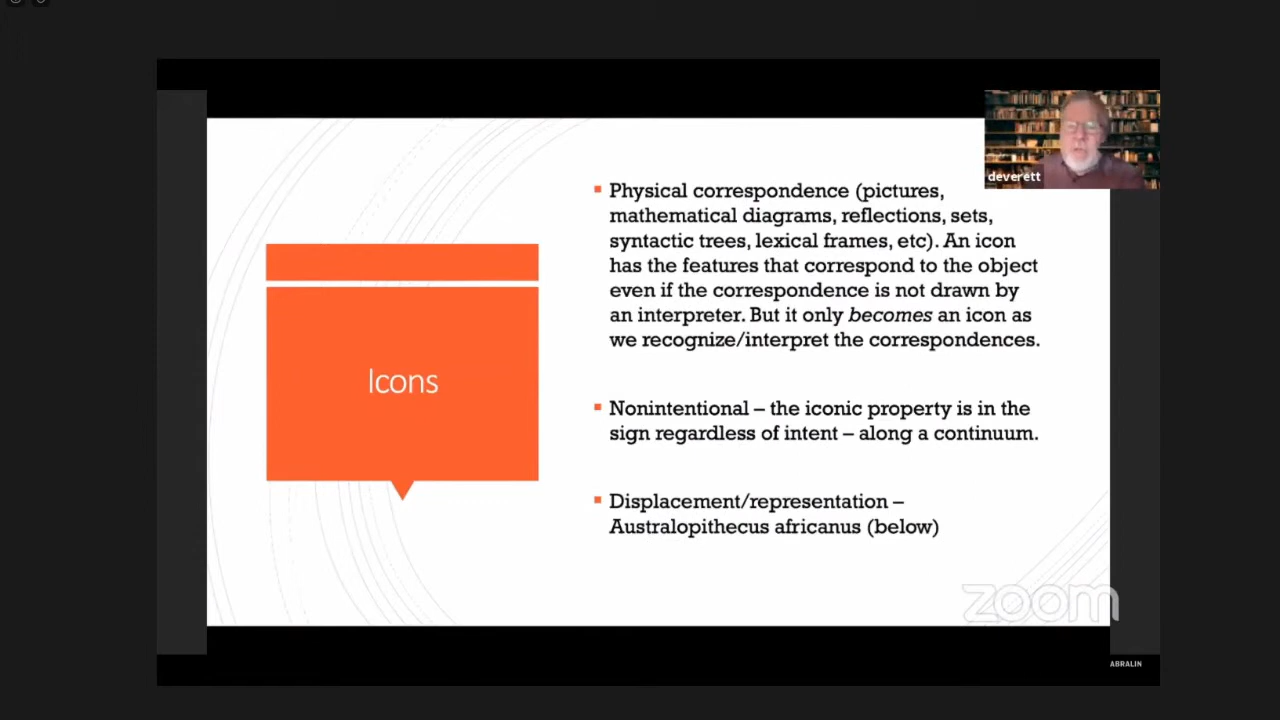 Icons
Physical correspondence (pictures,
mathematical diagrams, reflections, sets,
syntactic trees, lexical frames, etc). An icon
has the features that correspond to the object
even if the correspondence is not drawn by
an interpreter. But it only becomes an icon as
we recognize/interpret the correspondences.
Nonintentional – the iconic property is in the
sign regardless of intent – along a continuum.
Displacement/representation –
Australopithecus africanus (below)
deverett
zoom
ABRALIN